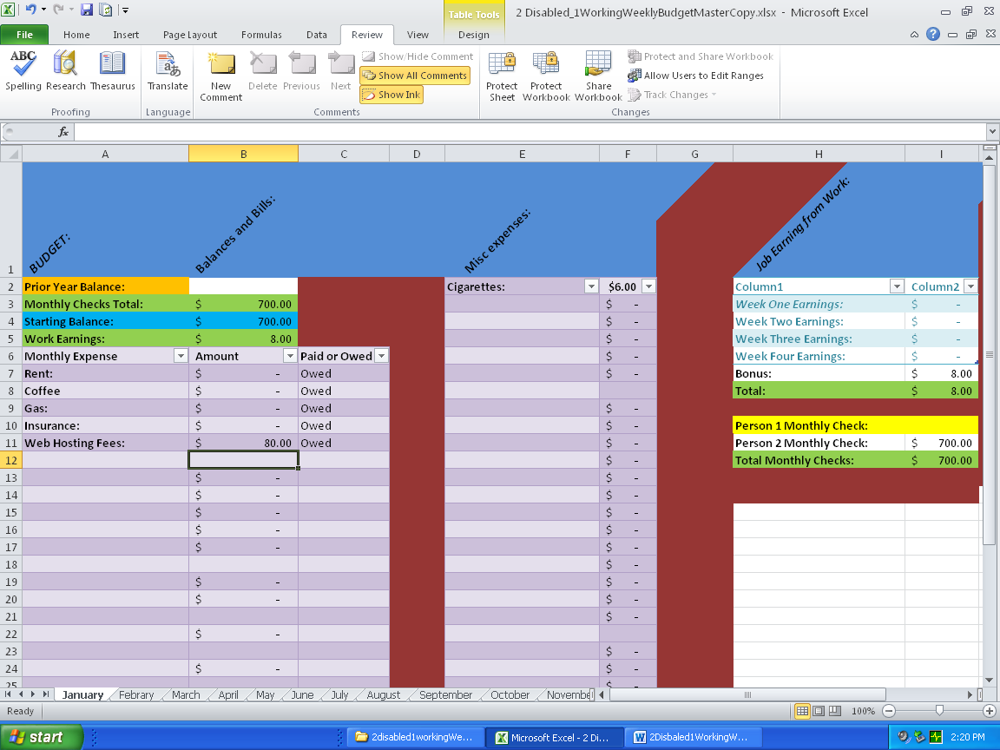 2 Disabled_1WorkingWeeklyBudgetMasterCopy.xlsx - Microsoft Excel
Table Tools
File Home Insert Page Layout Formulas Data Review View Design
ABC
Spelling Research Thesaurus Translate New Comment Delete Previous Next
Show/Hide Comment
Show All Comments
Show Ink
Protect Sheet Protect Workbook Share Workbook
Protect and Share Workbook
Allow Users to Edit Ranges
Track Changes
Proofing Language Comments Changes
fx
A B C D E F G H I
1 BUDGET: Balances and Bills: Misc expenses: Job Earning from Work:
2 Prior Year Balance: Cigarettes: $6.00 Column1 Column2
3 Monthly Checks Total: $ 700.00 $ - Week One Earnings: $ -
4 Starting Balance: $ 700.00 $ - Week Two Earnings: $ -
5 Work Earnings: $ 8.00 $ - Week Three Earnings: $ -
6 Monthly Expense Amount Paid or Owed $ - Week Four Earnings: $ -
7 Rent: $ - Owed $ - Bonus: $ 8.00
8 Coffee $ - Owed Total: $ 8.00
9 Gas: $ - Owed $ -
10 Insurance: $ - Owed $ - Person 1 Monthly Check:
11 Web Hosting Fees: $ 80.00 Owed $ - Person 2 Monthly Check: $ 700.00
12 $ - Total Monthly Checks: $ 700.00
13 $ - $ -
14 $ - $ -
15 $ - $ -
16 $ - $ -
17 $ - $ -
18 $ -
19 $ - $ -
20 $ - $ -
21 $ -
22 $ -
23 $ -
24 $ - $ -
25 $ -
January Febrary March April May June July August September October Novembe
Ready 100%
start 2disabled1workingWe... Microsoft Excel - 2 Di... 2Disbaled1WorkingW... 2:20 PM